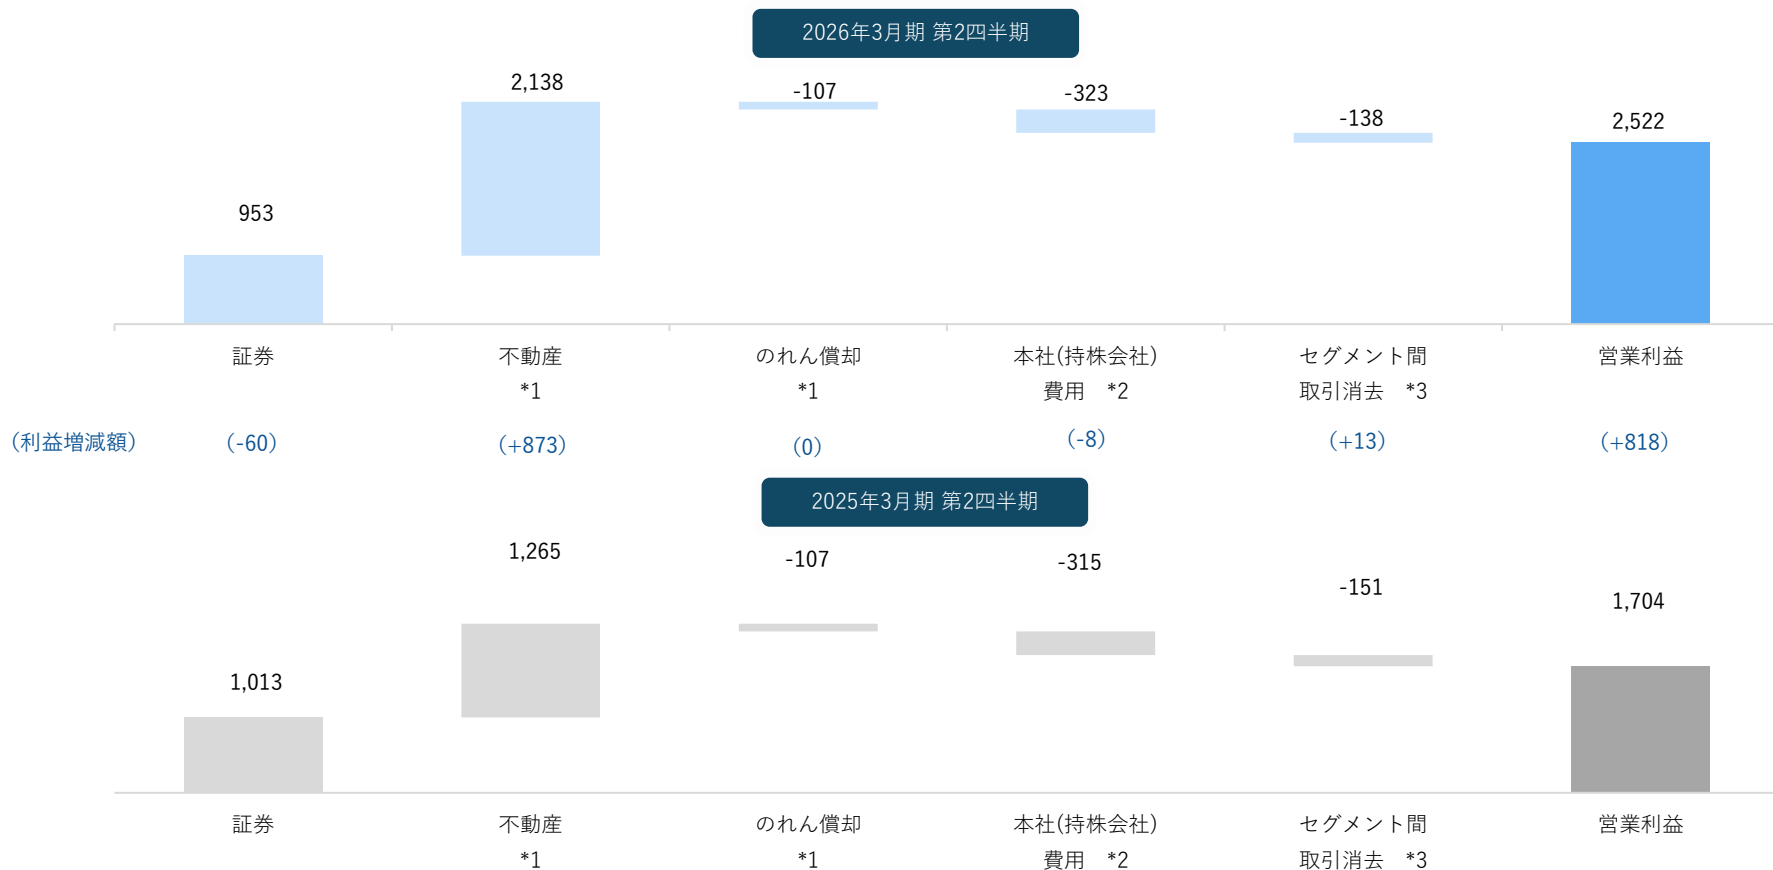 2026年3月期 第2四半期
953
2,138
-107
-323
-138
2,522
証券
不動産
*1
のれん償却
*1
本社(持株会社)
費用　*2
セグメント間
取引消去　*3
営業利益
(利益増減額)
(-60)
(+873)
(0)
(-8)
(+13)
(+818)
2025年3月期 第2四半期
1,013
1,265
-107
-315
-151
1,704
証券
不動産
*1
のれん償却
*1
本社(持株会社)
費用　*2
セグメント間
取引消去　*3
営業利益